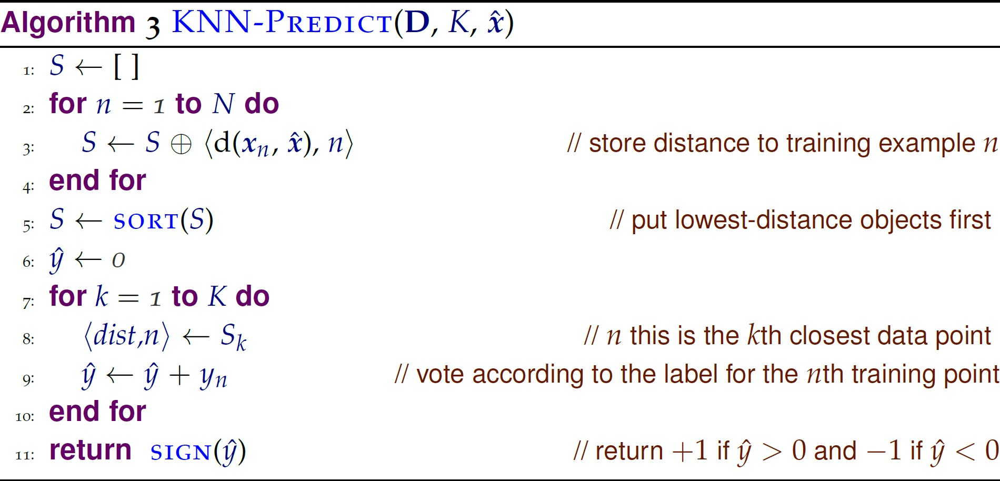 Algorithm 3 KNN-PREDICT(D, K, x̂)
1: S ← [ ]
2: for n = 1 to N do
3: S ← S ⊕ ⟨d(xₙ, x̂), n⟩ // store distance to training example n
4: end for
5: S ← SORT(S) // put lowest-distance objects first
6: ŷ ← 0
7: for k = 1 to K do
8: ⟨dist,n⟩ ← Sₖ // n this is the kth closest data point
9: ŷ ← ŷ + yₙ // vote according to the label for the nth training point
10: end for
11: return SIGN(ŷ) // return +1 if ŷ > 0 and −1 if ŷ < 0